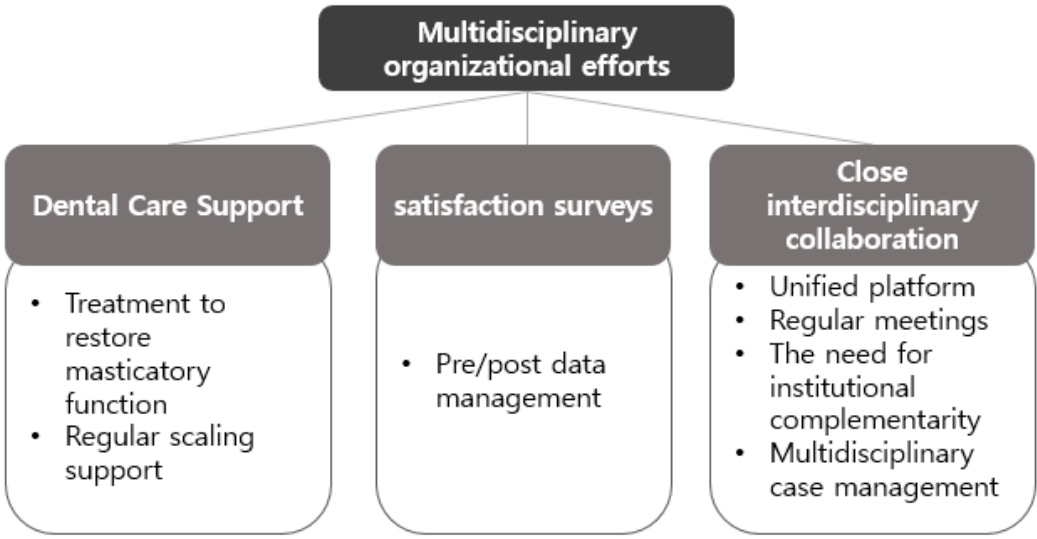 Multidisciplinary
organizational efforts
Dental Care Support
• Treatment to
restore
masticatory
function
• Regular scaling
support
satisfaction surveys
• Pre/post data
management
Close
interdisciplinary
collaboration
• Unified platform
• Regular meetings
• The need for
institutional
complementarity
• Multidisciplinary
case management